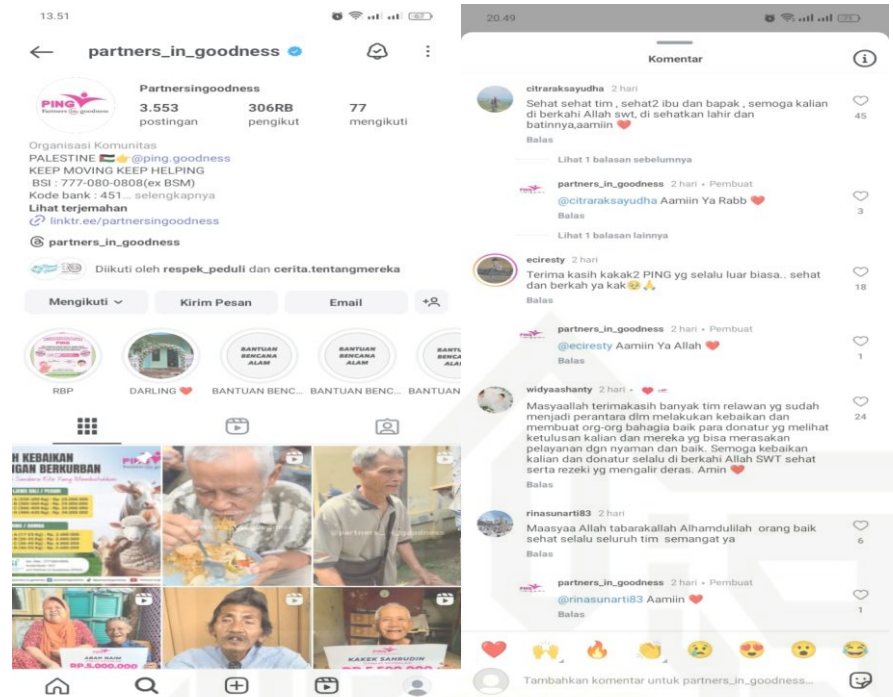 13.51
62
partners_in_goodness
PING
Partners in goodness
Partnersingoodness
3.553
306RB
77
postingan
pengikut
mengikuti
Organisasi Komunitas
PALESTINE 🇵🇸👉@ping.goodness
KEEP MOVING KEEP HELPING
BSI : 777-080-0808(ex BSM)
Kode bank : 451... selengkapnya
Lihat terjemahan
linktr.ee/partnersingoodness
partners_in_goodness
Diikuti oleh respek_peduli dan cerita.tentangmereka
Mengikuti
Kirim Pesan
Email
BANTUAN
BENCANA
ALAM
BANTUAN
BENCANA
ALAM
RBP
DARLING ❤️
BANTUAN BENC...
BANTUAN BENC...
BANTUAN
H KEBAIKAN
NGAN BERKURBAN
partners_in_goodness
ABAH NAIN
RP.5.000.000
KAKEK SAHRUDIN
20.49
Komentar
citraraksayudha 2 hari
Sehat sehat tim , sehat2 ibu dan bapak , semoga kalian
di berkahi Allah swt, di sehatkan lahir dan
batinnya,aamiin ❤️
45
Balas
Lihat 1 balasan sebelumnya
partners_in_goodness 2 hari • Pembuat
@citraraksayudha Aamiin Ya Rabb ❤️
3
Balas
Lihat 1 balasan lainnya
eciresty 2 hari
Terima kasih kakak2 PING yg selalu luar biasa.. sehat
dan berkah ya kak🥹🙏
18
Balas
partners_in_goodness 2 hari • Pembuat
@eciresty Aamiin Ya Allah ❤️
1
Balas
widyaashanty 2 hari •
Masyaallah terimakasih banyak tim relawan yg sudah
menjadi perantara dlm melakukan kebaikan dan
membuat org-org bahagia baik para donatur yg melihat
ketulusan kalian dan mereka yg bisa merasakan
pelayanan dgn nyaman dan baik. Semoga kebaikan
kalian dan donatur selalu di berkahi Allah SWT sehat
serta rezeki yg mengalir deras. Amin ❤️
24
Balas
rinasunarti83 2 hari
Maasyaa Allah tabarakallah Alhamdulilah orang baik
sehat selalu seluruh tim semangat ya
6
Balas
partners_in_goodness 2 hari • Pembuat
@rinasunarti83 Aamiin ❤️
1
Balas
Tambahkan komentar untuk partners_in_goodness...